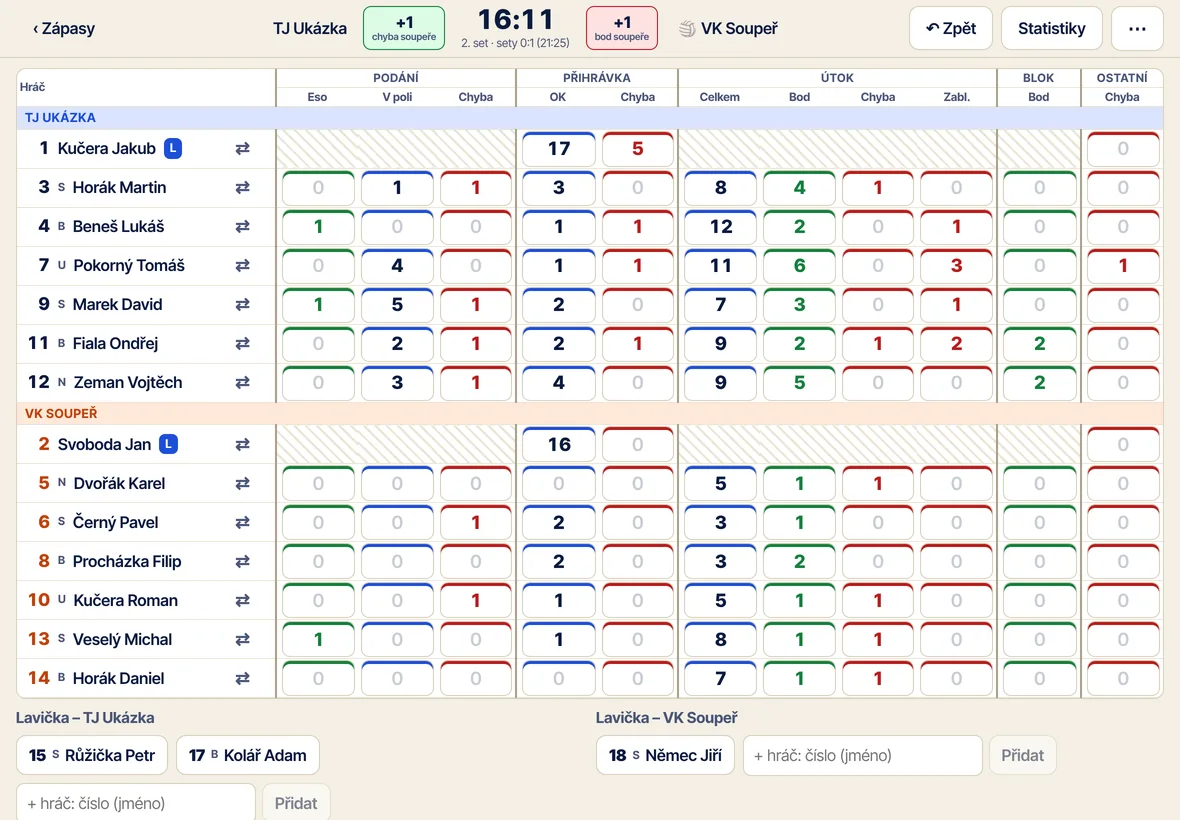 ‹ Zápasy TJ Ukázka +1 chyba soupeře 16:11 +1 bod soupeře VK Soupeř ↶ Zpět Statistiky ⋯
2. set · sety 0:1 (21:25)
Hráč PODÁNÍ PŘIHRÁVKA ÚTOK BLOK OSTATNÍ
Eso V poli Chyba OK Chyba Celkem Bod Chyba Zabl. Bod Chyba
TJ UKÁZKA
1 Kučera Jakub L ⇄ 17 5 0
3 S Horák Martin ⇄ 0 1 1 3 0 8 4 1 0 0 0
4 B Beneš Lukáš ⇄ 1 0 0 1 1 12 2 0 1 0 0
7 U Pokorný Tomáš ⇄ 0 4 0 1 1 11 6 0 3 0 1
9 S Marek David ⇄ 1 5 1 2 0 7 3 0 1 0 0
11 B Fiala Ondřej ⇄ 0 2 1 2 1 9 2 1 2 2 0
12 N Zeman Vojtěch ⇄ 0 3 1 4 0 9 5 0 0 2 0
VK SOUPEŘ
2 Svoboda Jan L ⇄ 16 0 0
5 N Dvořák Karel ⇄ 0 0 0 0 0 5 1 1 0 0 0
6 S Černý Pavel ⇄ 0 0 1 2 0 3 1 0 0 0 0
8 B Procházka Filip ⇄ 0 0 0 2 0 3 2 0 0 0 0
10 U Kučera Roman ⇄ 0 0 1 1 0 5 1 1 0 0 0
13 S Veselý Michal ⇄ 1 0 0 1 0 8 1 1 0 0 0
14 B Horák Daniel ⇄ 0 0 0 0 0 7 1 1 0 0 0
Lavička – TJ Ukázka Lavička – VK Soupeř
15 S Růžička Petr 17 B Kolář Adam 18 S Němec Jiří + hráč: číslo (jméno) Přidat
+ hráč: číslo (jméno) Přidat